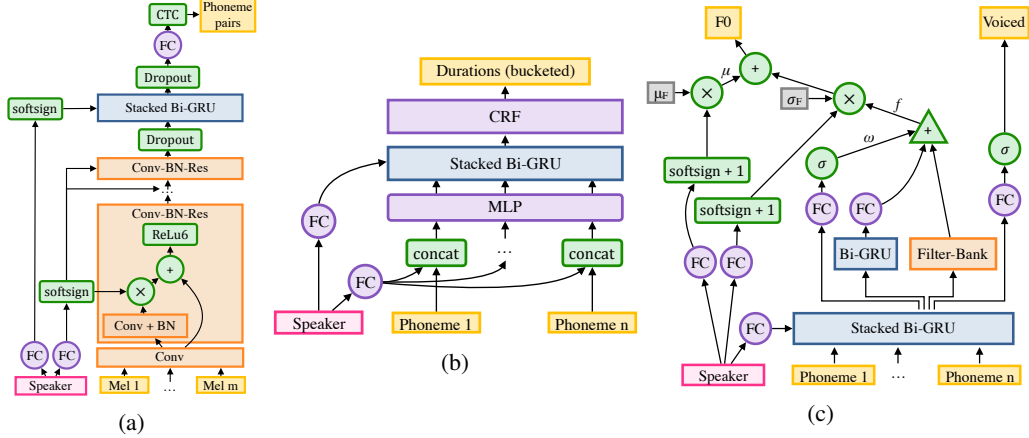 CTC
Phoneme
pairs
FC
Dropout
softsign
Stacked Bi-GRU
Dropout
Conv-BN-Res
...
Conv-BN-Res
ReLu6
+
softsign
×
Conv + BN
FC
FC
Conv
Speaker
Mel 1
...
Mel m
(a)
Durations (bucketed)
CRF
Stacked Bi-GRU
FC
MLP
concat
...
concat
FC
Speaker
Phoneme 1
Phoneme n
(b)
F0
Voiced
μ
+
μF
×
σF
×
f
+
ω
σ
σ
softsign + 1
softsign + 1
FC
FC
FC
FC
FC
Bi-GRU
Filter-Bank
FC
Stacked Bi-GRU
Speaker
Phoneme 1
...
Phoneme n
(c)